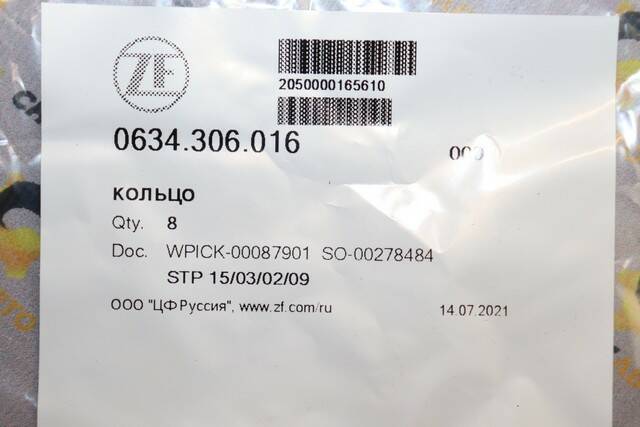 ZF
2050000165610
0634.306.016
000
кольцо
Qty. 8
Doc. WPICK-00087901 SO-00278484
STP 15/03/02/09
ООО "ЦФ Руссия", www.zf.com/ru
14.07.2021